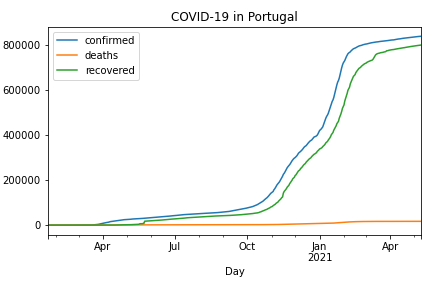 COVID-19 in Portugal
confirmed
deaths
recovered
800000
600000
400000
200000
0
Apr Jul Oct Jan Apr
2021
Day